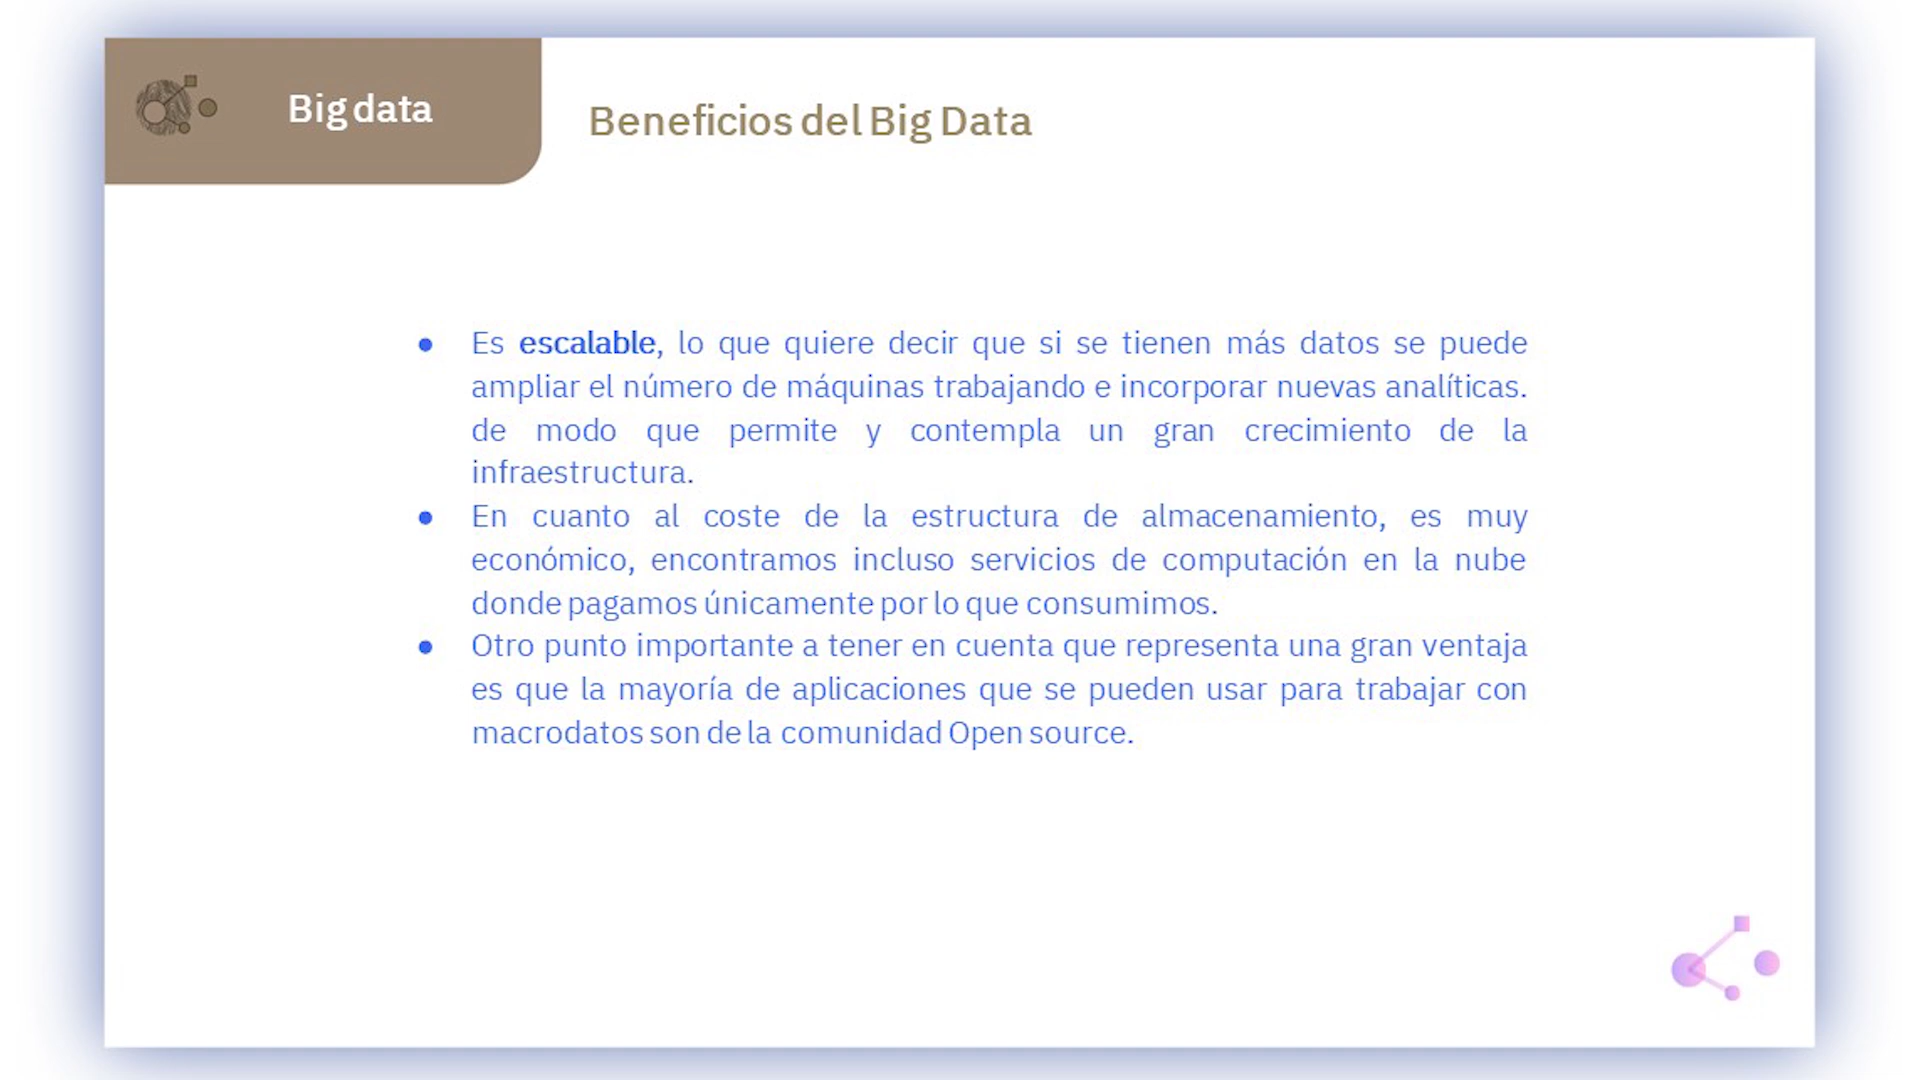 Big data
Beneficios del Big Data
● Es escalable, lo que quiere decir que si se tienen más datos se puede
ampliar el número de máquinas trabajando e incorporar nuevas analíticas.
de modo que permite y contempla un gran crecimiento de la
infraestructura.
● En cuanto al coste de la estructura de almacenamiento, es muy
económico, encontramos incluso servicios de computación en la nube
donde pagamos únicamente por lo que consumimos.
● Otro punto importante a tener en cuenta que representa una gran ventaja
es que la mayoría de aplicaciones que se pueden usar para trabajar con
macrodatos son de la comunidad Open source.